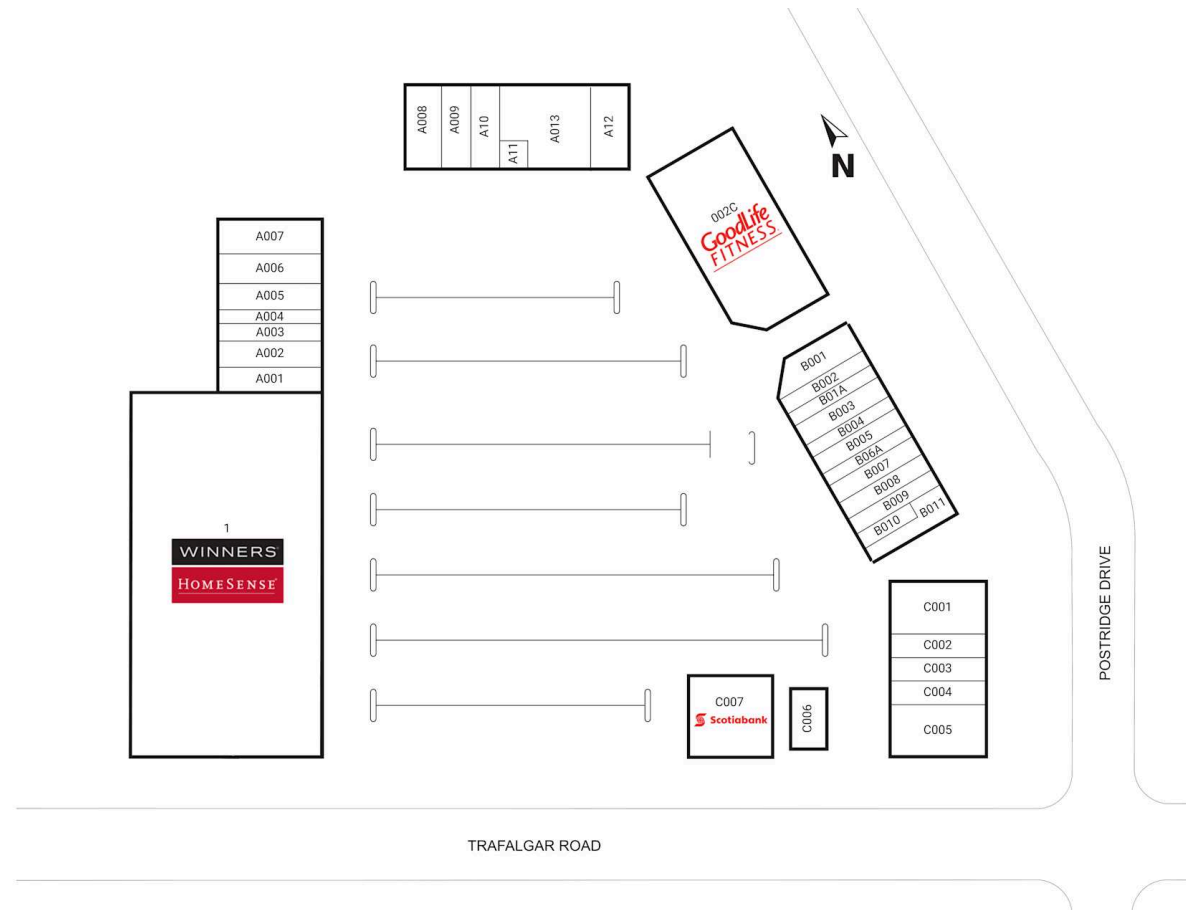 A008
A009
A10
A11
A013
A12
N
002C
GoodLife
FITNESS
A007
A006
A005
A004
A003
A002
A001
B001
B002
B01A
B003
B004
B005
B06A
B007
B008
B009
B010
B011
1
WINNERS
HOMESENSE
C001
C002
C003
C004
C005
C006
C007
Scotiabank
POSTRIDGE DRIVE
TRAFALGAR ROAD